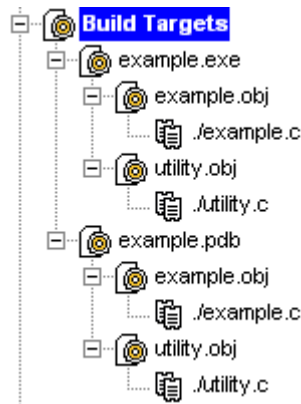 Build Targets
example.exe
example.obj
./example.c
utility.obj
./utility.c
example.pdb
example.obj
./example.c
utility.obj
./utility.c